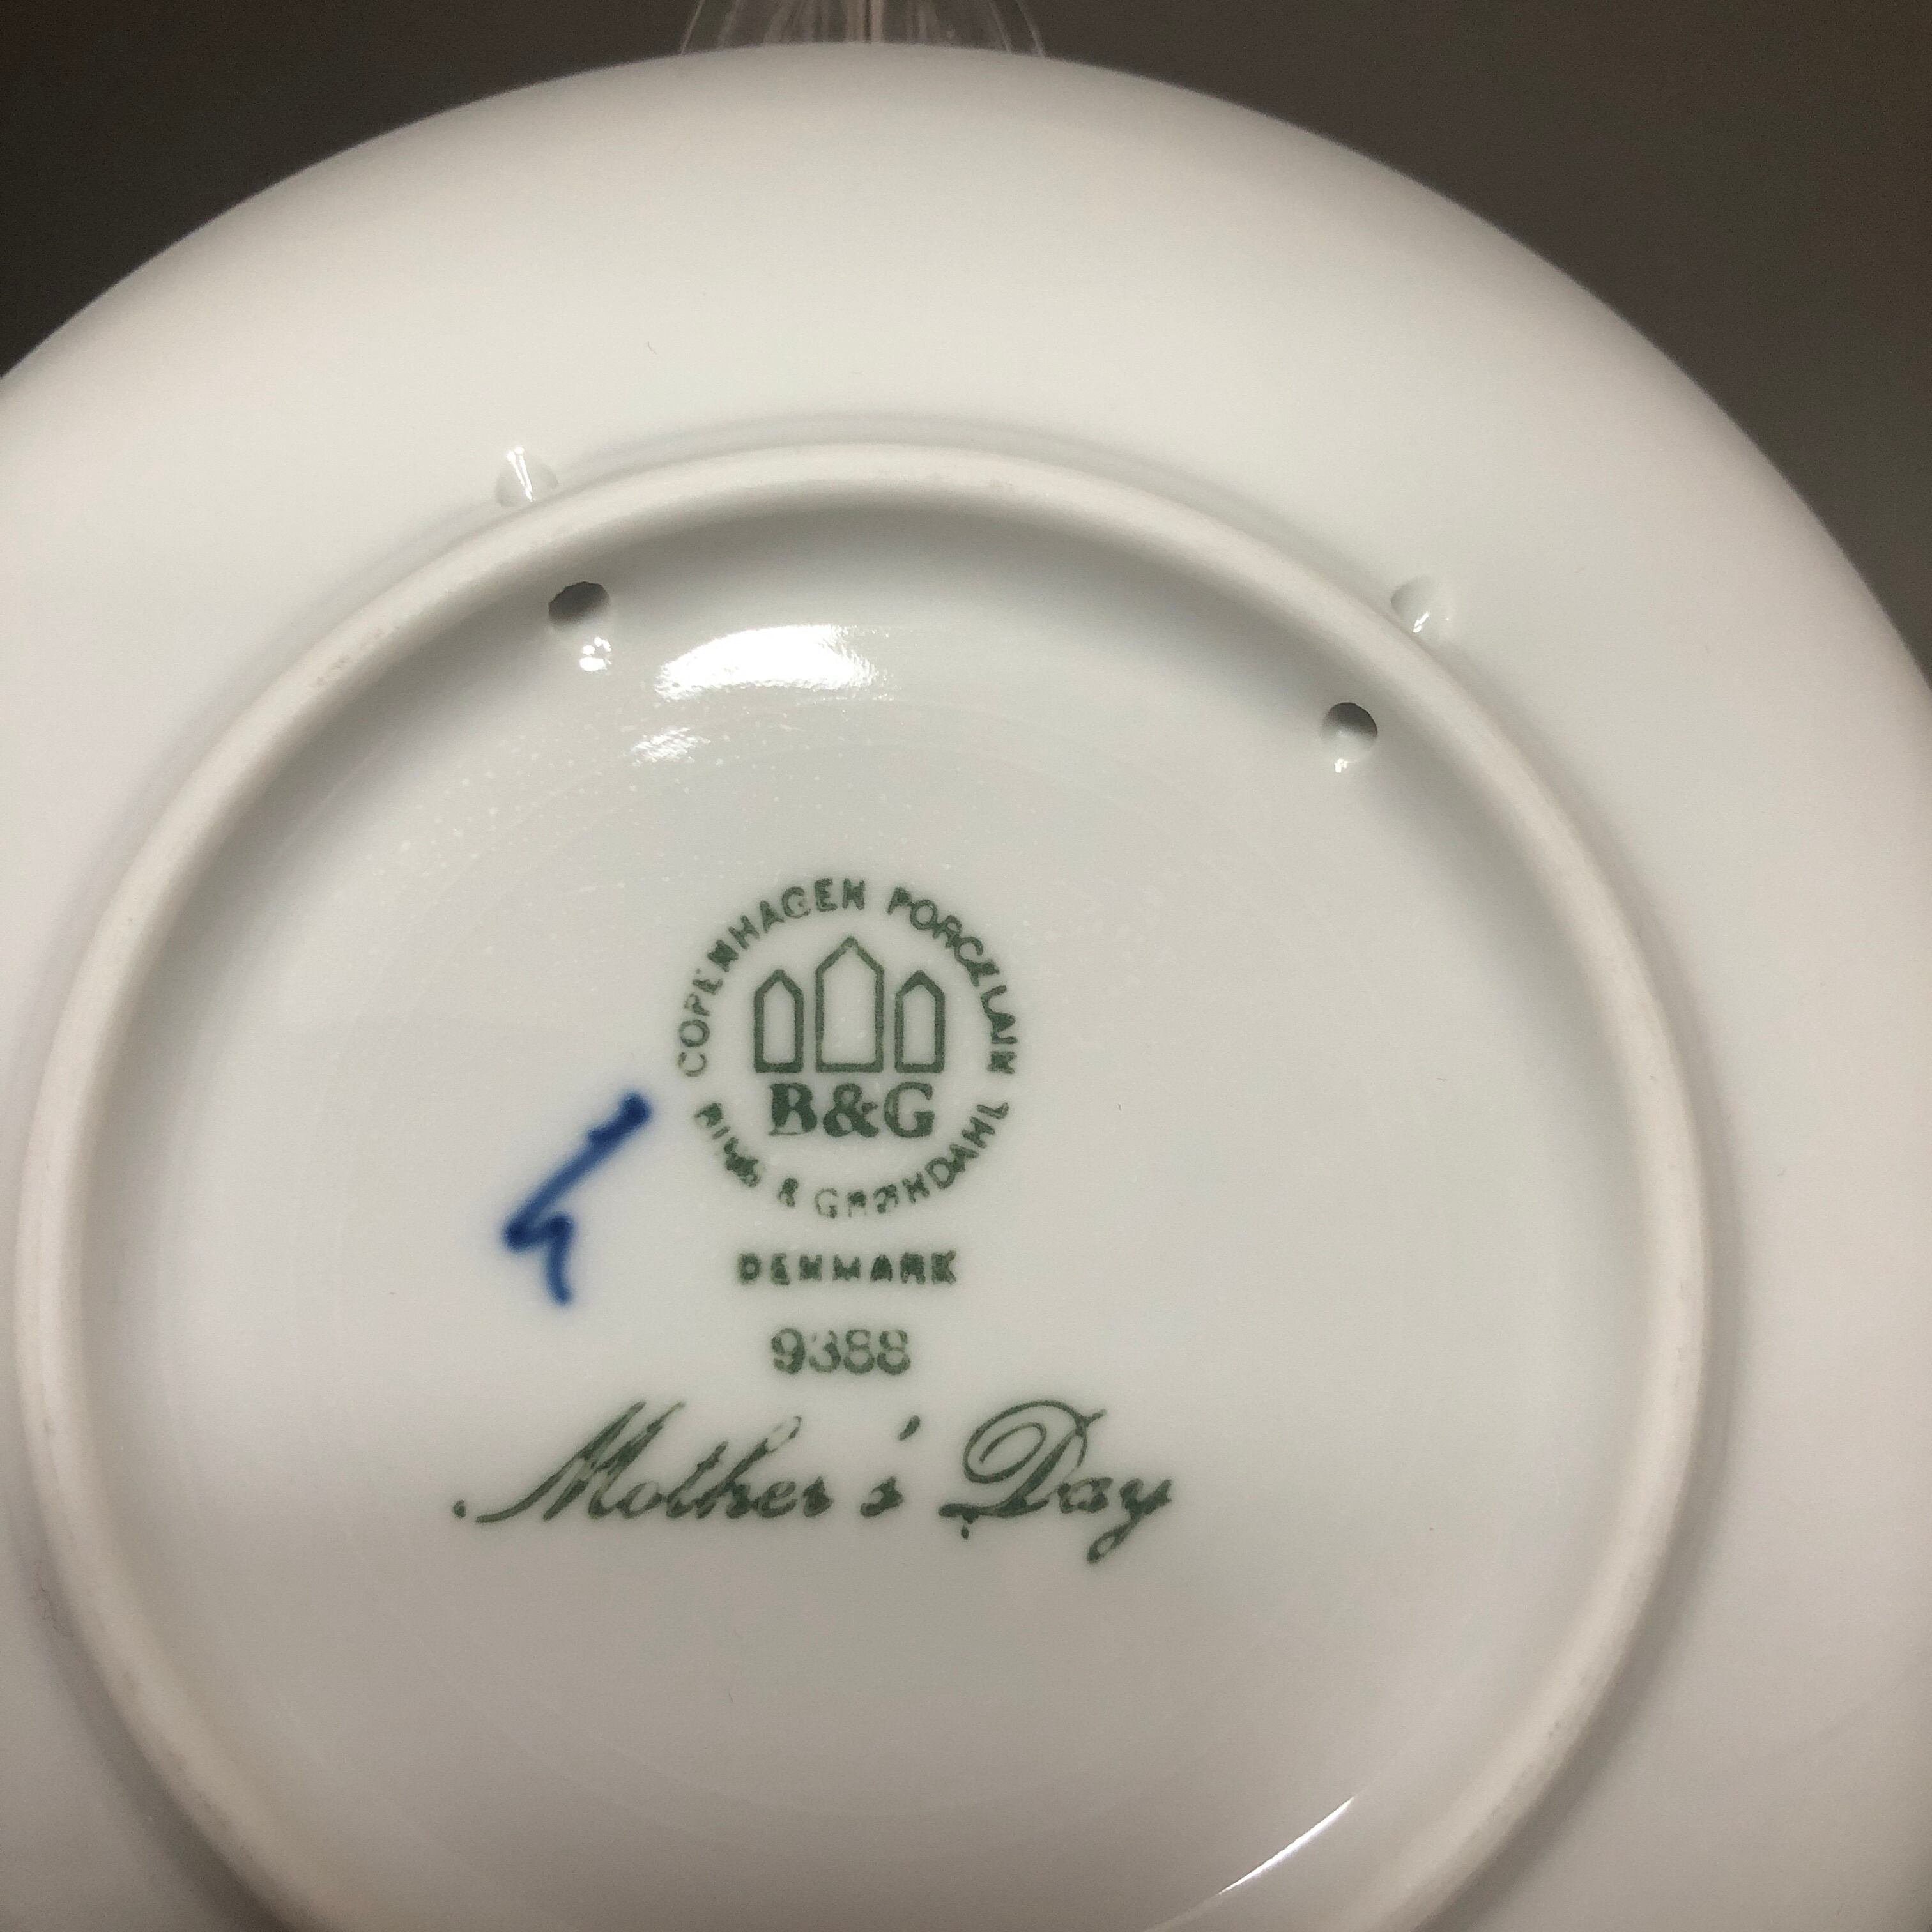 COPENHAGEN PORCELAIN
B&G
BING & GRØNDAHL
DENMARK
9388
Mother's Day